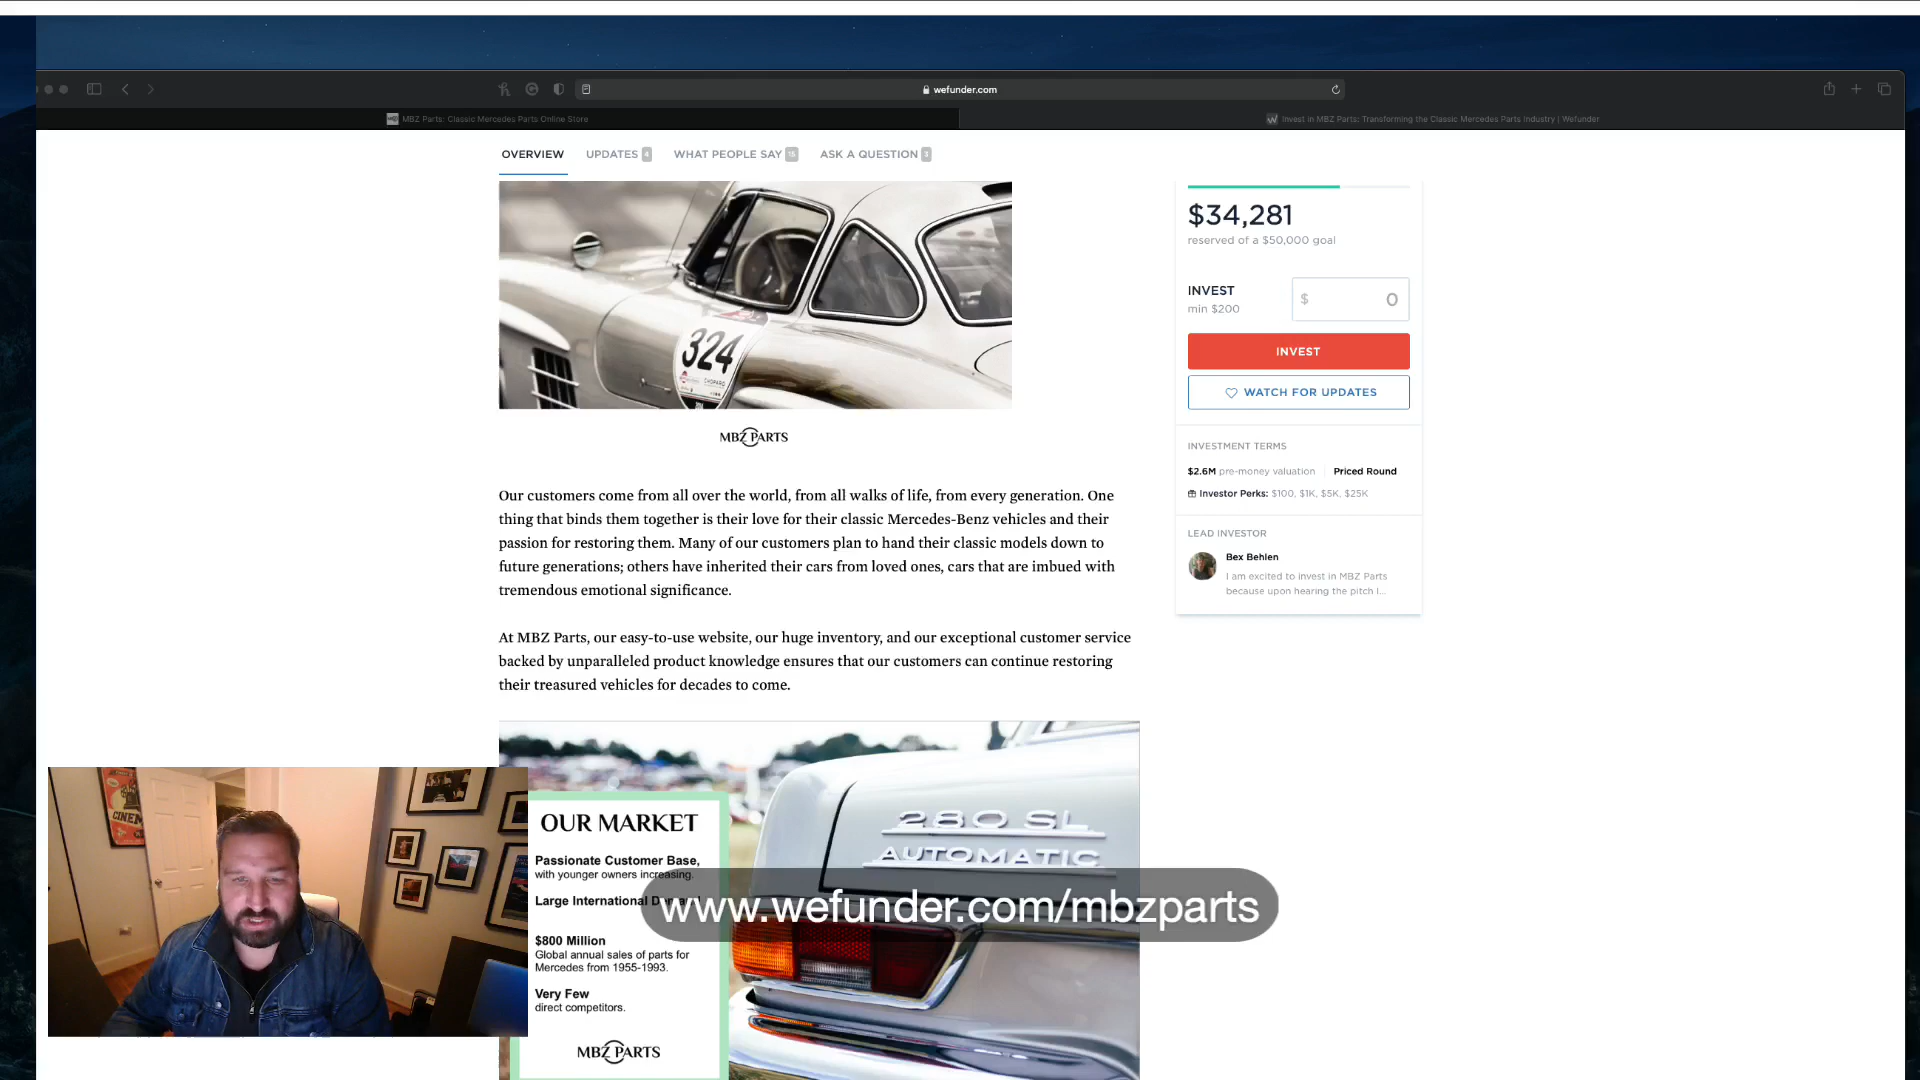 wefunder.com
MBZ Parts: Classic Mercedes Parts Online Store
Invest in MBZ Parts: Transforming the Classic Mercedes Parts Industry | Wefunder
OVERVIEW
UPDATES 4
WHAT PEOPLE SAY 15
ASK A QUESTION 3
324
CHOPARD
MBZ PARTS
$34,281
reserved of a $50,000 goal
INVEST
min $200
$ 0
INVEST
WATCH FOR UPDATES
INVESTMENT TERMS
$2.6M pre-money valuation
Priced Round
Investor Perks: $100, $1K, $5K, $25K
LEAD INVESTOR
Bex Behlen
I am excited to invest in MBZ Parts
because upon hearing the pitch I...
Our customers come from all over the world, from all walks of life, from every generation. One
thing that binds them together is their love for their classic Mercedes-Benz vehicles and their
passion for restoring them. Many of our customers plan to hand their classic models down to
future generations; others have inherited their cars from loved ones, cars that are imbued with
tremendous emotional significance.
At MBZ Parts, our easy-to-use website, our huge inventory, and our exceptional customer service
backed by unparalleled product knowledge ensures that our customers can continue restoring
their treasured vehicles for decades to come.
CINEM
OUR MARKET
Passionate Customer Base,
with younger owners increasing.
Large International Demand
$800 Million
Global annual sales of parts for
Mercedes from 1955-1993.
Very Few
direct competitors.
MBZ PARTS
280 SL
AUTOMATIC
www.wefunder.com/mbzparts